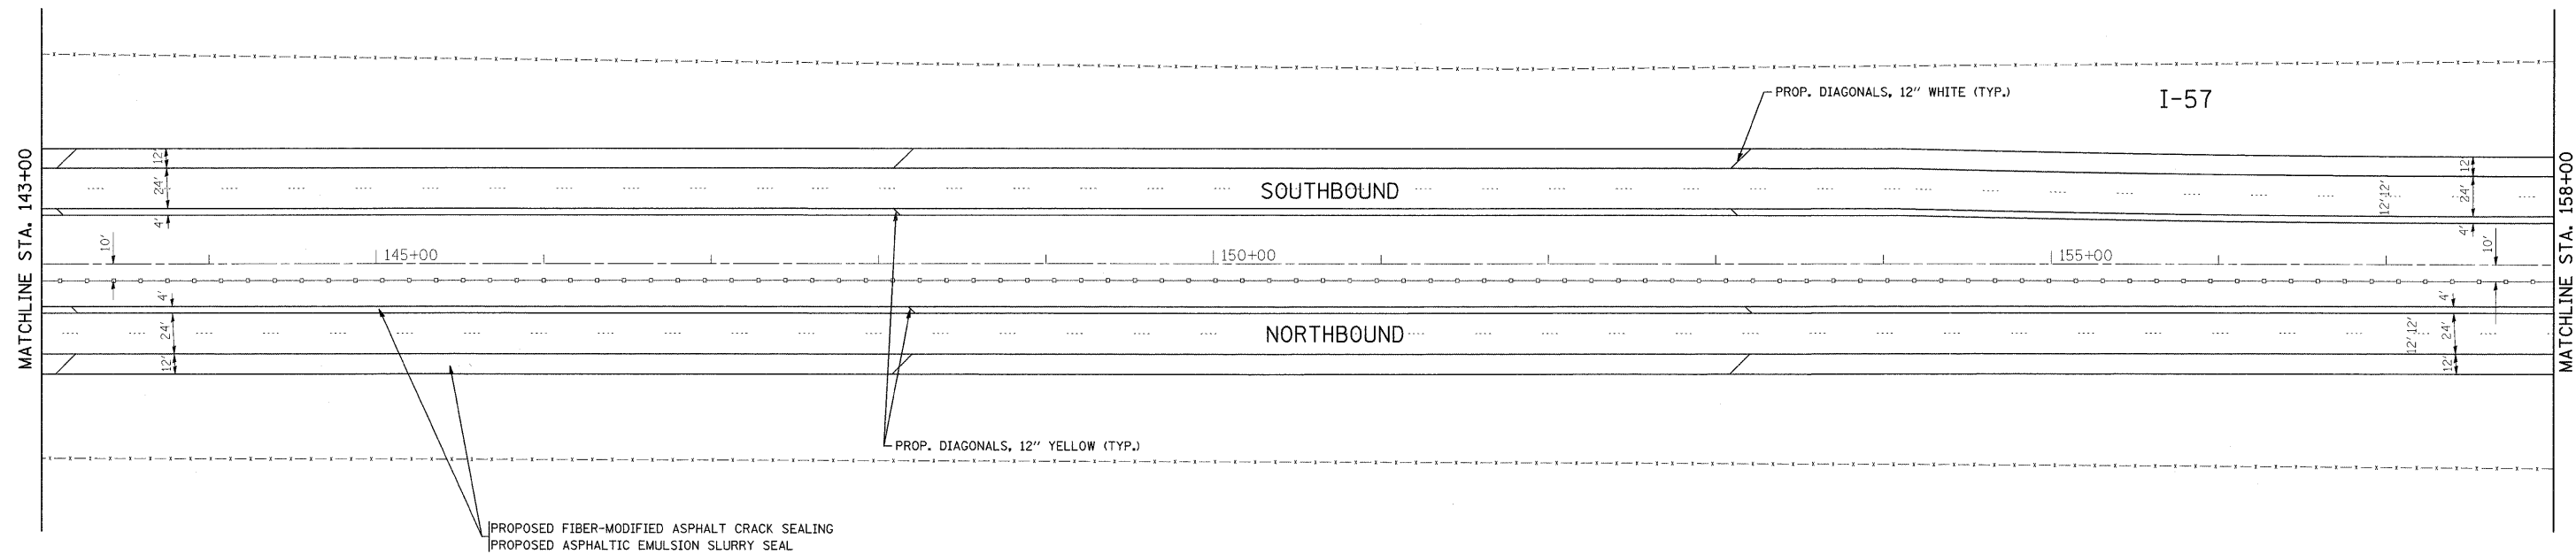 PROP. DIAGONALS, 12" WHITE (TYP.)
I-57
MATCHLINE STA. 143+00
12'
24'
4'
SOUTHBOUND
12' 12'
12'
24'
4'
MATCHLINE STA. 158+00
10'
145+00
150+00
155+00
10'
4'
24'
12'
NORTHBOUND
12' 12'
4'
24'
12'
PROP. DIAGONALS, 12" YELLOW (TYP.)
PROPOSED FIBER-MODIFIED ASPHALT CRACK SEALING
PROPOSED ASPHALTIC EMULSION SLURRY SEAL